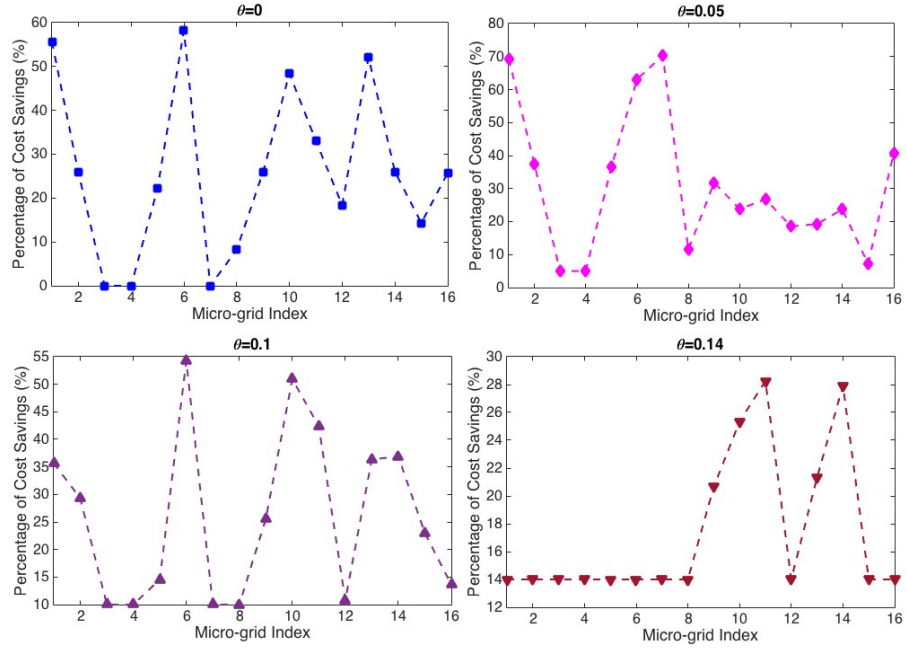 θ=0
Percentage of Cost Savings (%)
60
50
40
30
20
10
0
2 4 6 8 10 12 14 16
Micro-grid Index
θ=0.05
Percentage of Cost Savings (%)
80
70
60
50
40
30
20
10
0
2 4 6 8 10 12 14 16
Micro-grid Index
θ=0.1
Percentage of Cost Savings (%)
55
50
45
40
35
30
25
20
15
10
2 4 6 8 10 12 14 16
Micro-grid Index
θ=0.14
Percentage of Cost Savings (%)
30
28
26
24
22
20
18
16
14
12
2 4 6 8 10 12 14 16
Micro-grid Index